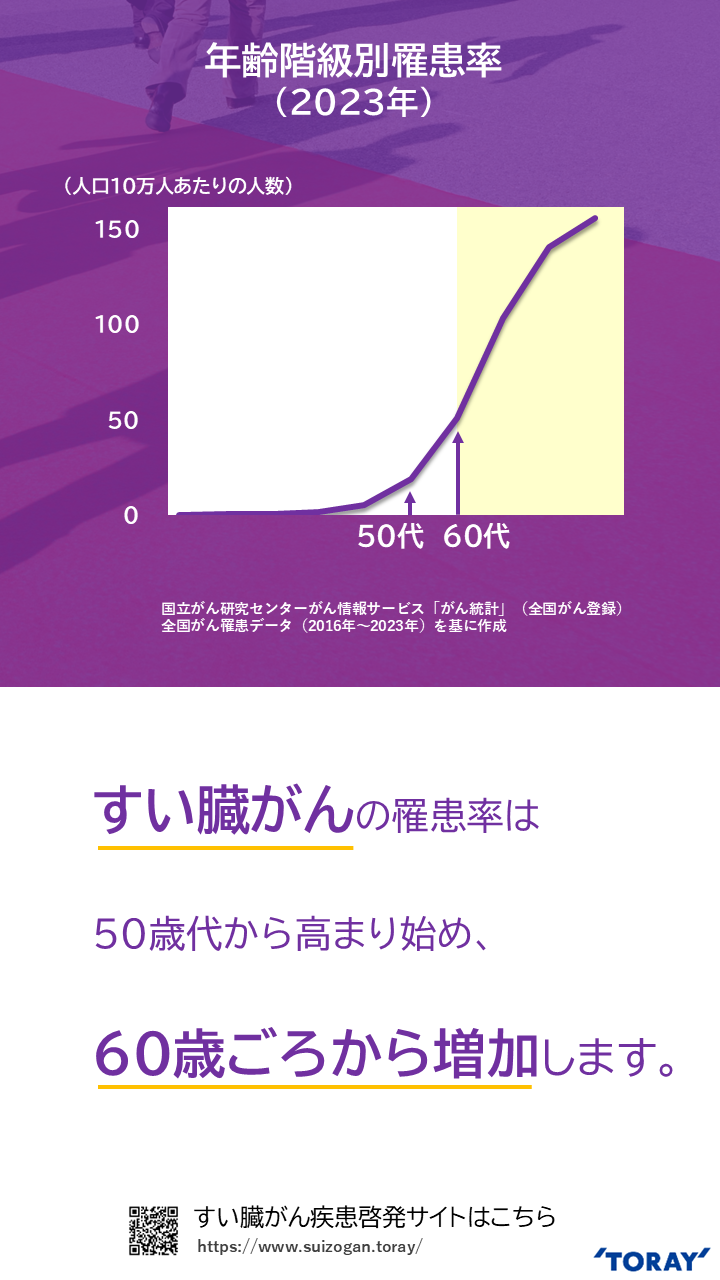 年齢階級別罹患率
（2023年）
（人口10万人あたりの人数）
150
100
50
0
50代 60代
国立がん研究センターがん情報サービス「がん統計」（全国がん登録）
全国がん罹患データ（2016年～2023年）を基に作成
すい臓がんの罹患率は
50歳代から高まり始め、
60歳ごろから増加します。
すい臓がん疾患啓発サイトはこちら
https://www.suizogan.toray/
'TORAY'